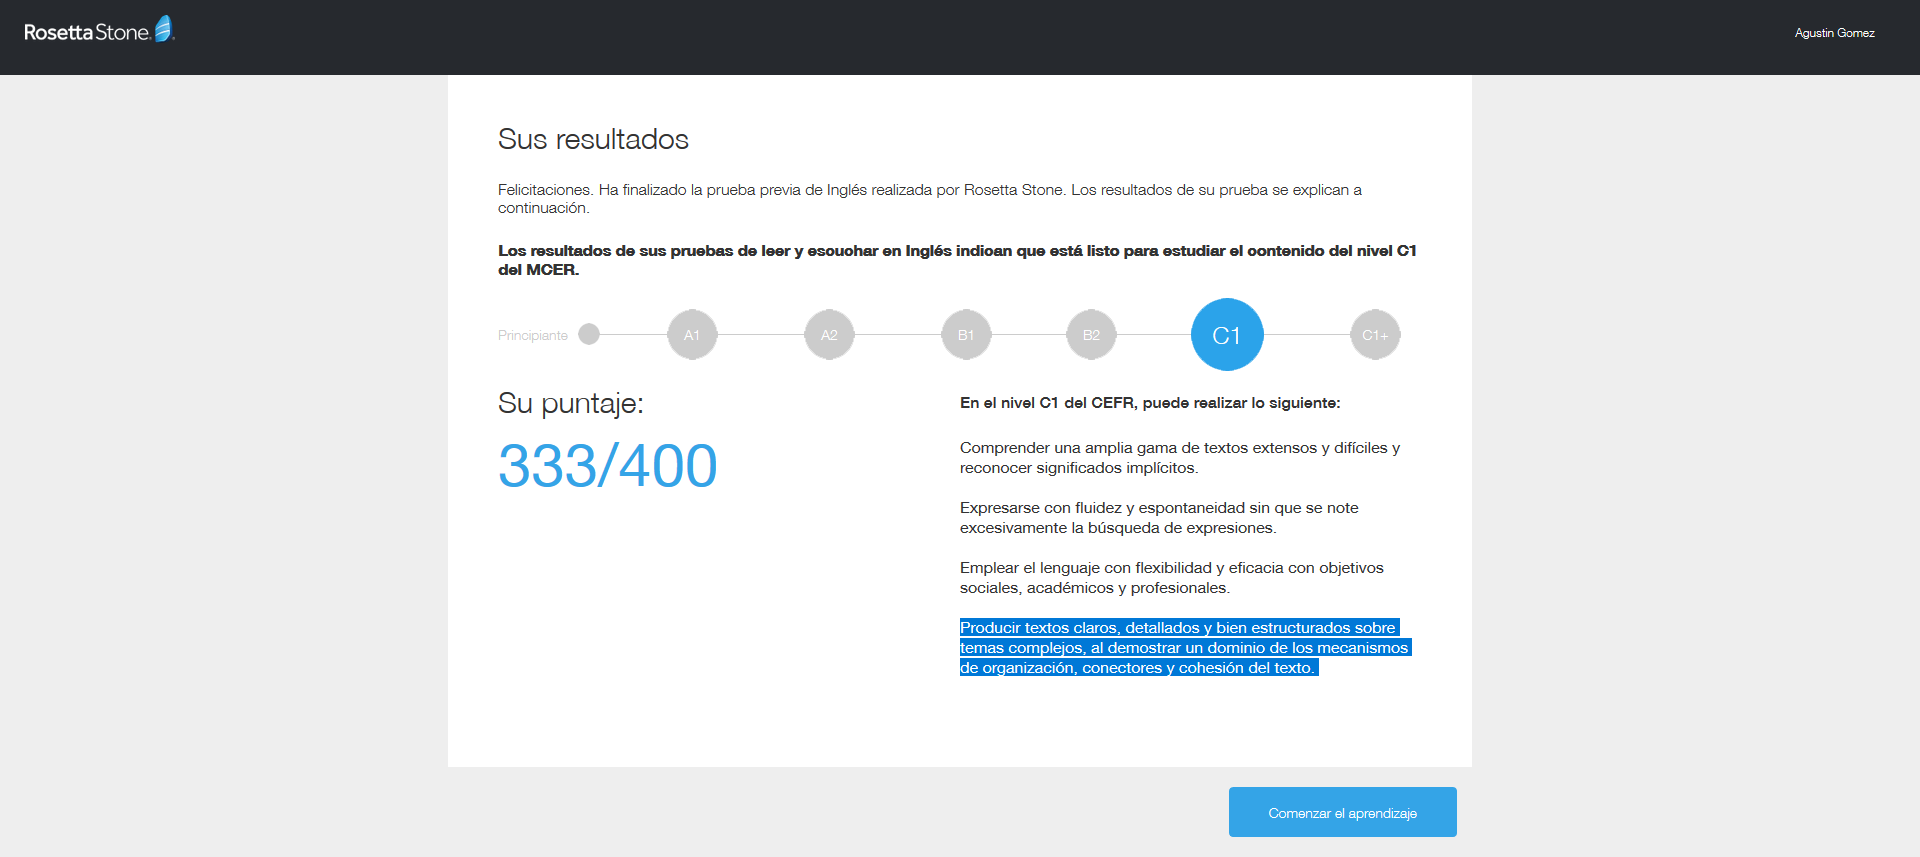 Rosetta Stone
Agustin Gomez
Sus resultados
Felicitaciones. Ha finalizado la prueba previa de Inglés realizada por Rosetta Stone. Los resultados de su prueba se explican a
continuación.
Los resultados de sus pruebas de leer y escuchar en Inglés indican que está listo para estudiar el contenido del nivel C1
del MCER.
Principiante
A1
A2
B1
B2
C1
C1+
Su puntaje:
333/400
En el nivel C1 del CEFR, puede realizar lo siguiente:
Comprender una amplia gama de textos extensos y difíciles y
reconocer significados implícitos.
Expresarse con fluidez y espontaneidad sin que se note
excesivamente la búsqueda de expresiones.
Emplear el lenguaje con flexibilidad y eficacia con objetivos
sociales, académicos y profesionales.
Producir textos claros, detallados y bien estructurados sobre
temas complejos, al demostrar un dominio de los mecanismos
de organización, conectores y cohesión del texto.
Comenzar el aprendizaje